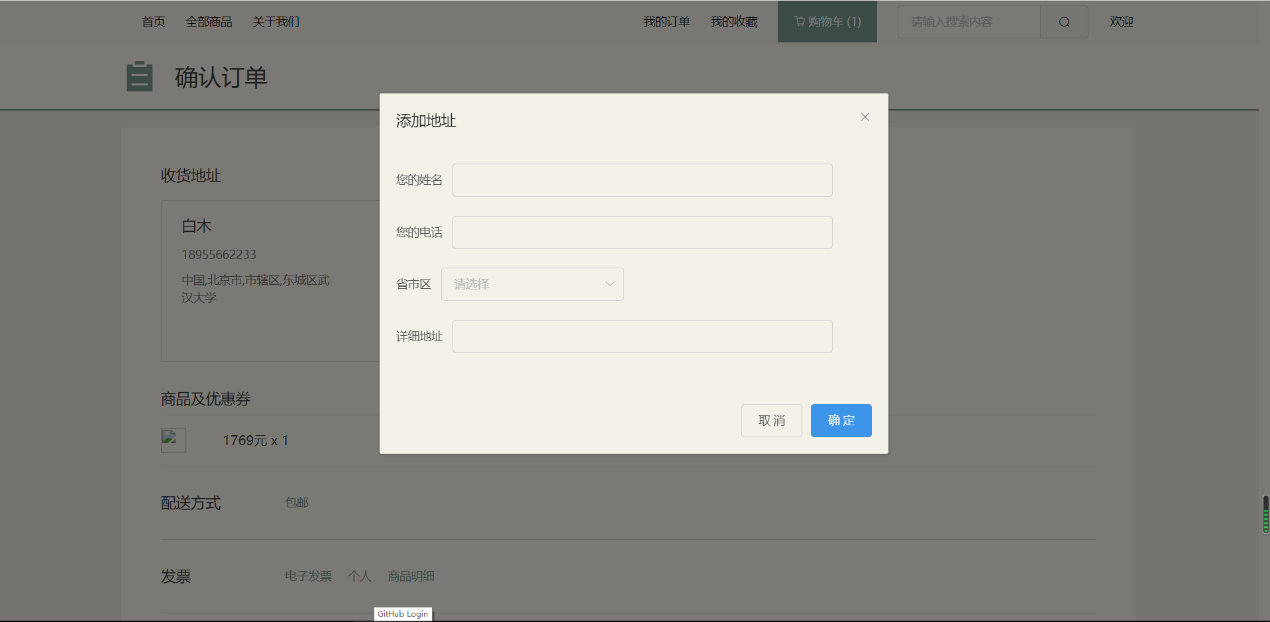 首页 全部商品 关于我们 我的订单 我的收藏 购物车 (1) 请输入搜索内容 欢迎
确认订单
添加地址
收货地址
您的姓名
白木
您的电话
18955662233
中国,北京市,市辖区,东城区武
汉大学
省市区 请选择
详细地址
商品及优惠券
取消 确定
1769元 x 1
配送方式 包邮
发票 电子发票 个人 商品明细
GitHub Login